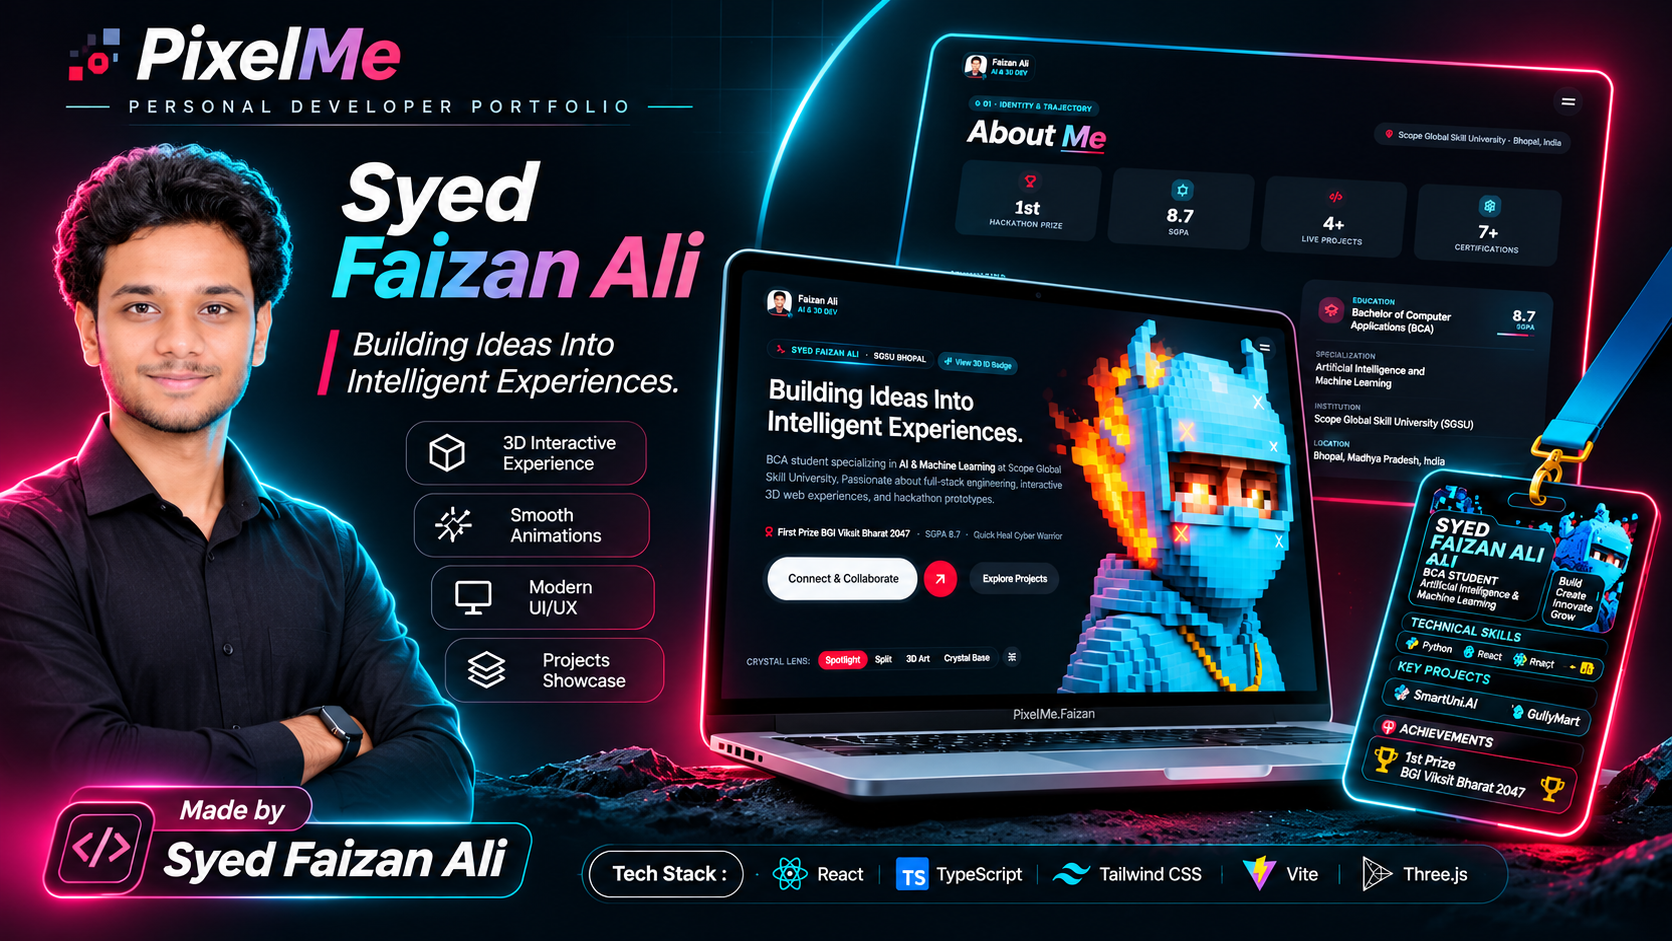 PixelMe
PERSONAL DEVELOPER PORTFOLIO
Syed
Faizan Ali
Building Ideas Into
Intelligent Experiences.
3D Interactive
Experience
Smooth
Animations
Modern
UI/UX
Projects
Showcase
Made by
Syed Faizan Ali
Faizan Ali
AI & 3D DEV
01 - IDENTITY & TRAJECTORY
About Me
Scope Global Skill University - Bhopal, India
1st
HACKATHON PRIZE
8.7
SGPA
4+
LIVE PROJECTS
7+
CERTIFICATIONS
EDUCATION
Bachelor of Computer
Applications (BCA)
8.7
SGPA
SPECIALIZATION
Artificial Intelligence and
Machine Learning
INSTITUTION
Scope Global Skill University (SGSU)
LOCATION
Bhopal, Madhya Pradesh, India
Faizan Ali
AI & 3D DEV
SYED FAIZAN ALI · SGSU BHOPAL
View 3D ID Badge
Building Ideas Into
Intelligent Experiences.
BCA student specializing in AI & Machine Learning at Scope Global
Skill University. Passionate about full-stack engineering, interactive
3D web experiences, and hackathon prototypes.
First Prize BGI Viksit Bharat 2047 • SGPA 8.7 • Quick Heal Cyber Warrior
Connect & Collaborate
Explore Projects
CRYSTAL LENS:
Spotlight
Split
3D Art
Crystal Base
PixelMe.Faizan
SYED
FAIZAN ALI
ALI
BCA STUDENT
Artificial Intelligence &
Machine Learning
Build
Create
Innovate
Grow
TECHNICAL SKILLS
Python
React
React
KEY PROJECTS
SmartUni.AI
GullyMart
ACHIEVEMENTS
1st Prize
BGI Viksit Bharat 2047
Tech Stack :
React
TS TypeScript
Tailwind CSS
Vite
Three.js